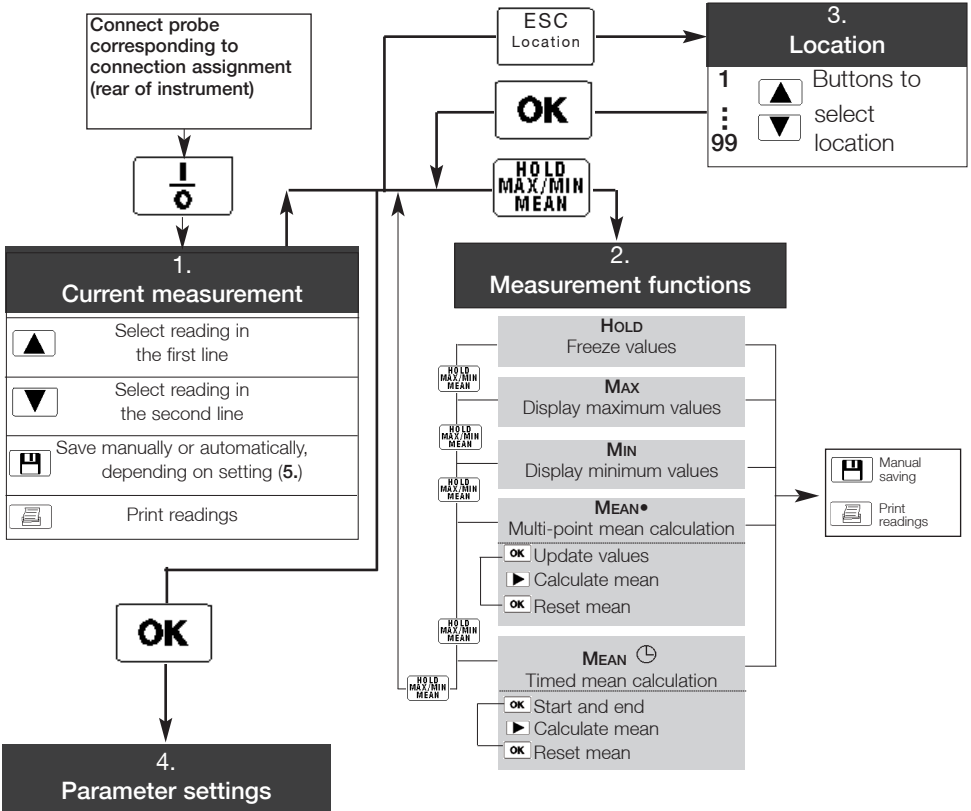 Connect probe
corresponding to
connection assignment
(rear of instrument)
I
O
1.
Current measurement
Select reading in
the first line
Select reading in
the second line
Save manually or automatically,
depending on setting (5.)
Print readings
ESC
Location
OK
3.
Location
1
⋮
99
Buttons to
select
location
HOLD
MAX/MIN
MEAN
2.
Measurement functions
HOLD
Freeze values
HOLD
MAX/MIN
MEAN
MAX
Display maximum values
HOLD
MAX/MIN
MEAN
MIN
Display minimum values
HOLD
MAX/MIN
MEAN
MEAN•
Multi-point mean calculation
OK Update values
Calculate mean
OK Reset mean
HOLD
MAX/MIN
MEAN
MEAN
Timed mean calculation
OK Start and end
Calculate mean
OK Reset mean
HOLD
MAX/MIN
MEAN
Manual
saving
Print
readings
OK
4.
Parameter settings